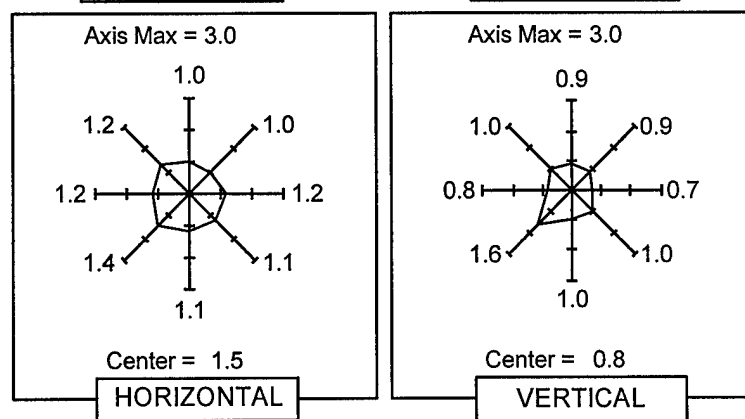 Axis Max = 3.0
1.0
1.2 1.0
1.2 1.2
1.4 1.1
1.1
Center = 1.5
HORIZONTAL
Axis Max = 3.0
0.9
1.0 0.9
0.8 0.7
1.6 1.0
1.0
Center = 0.8
VERTICAL